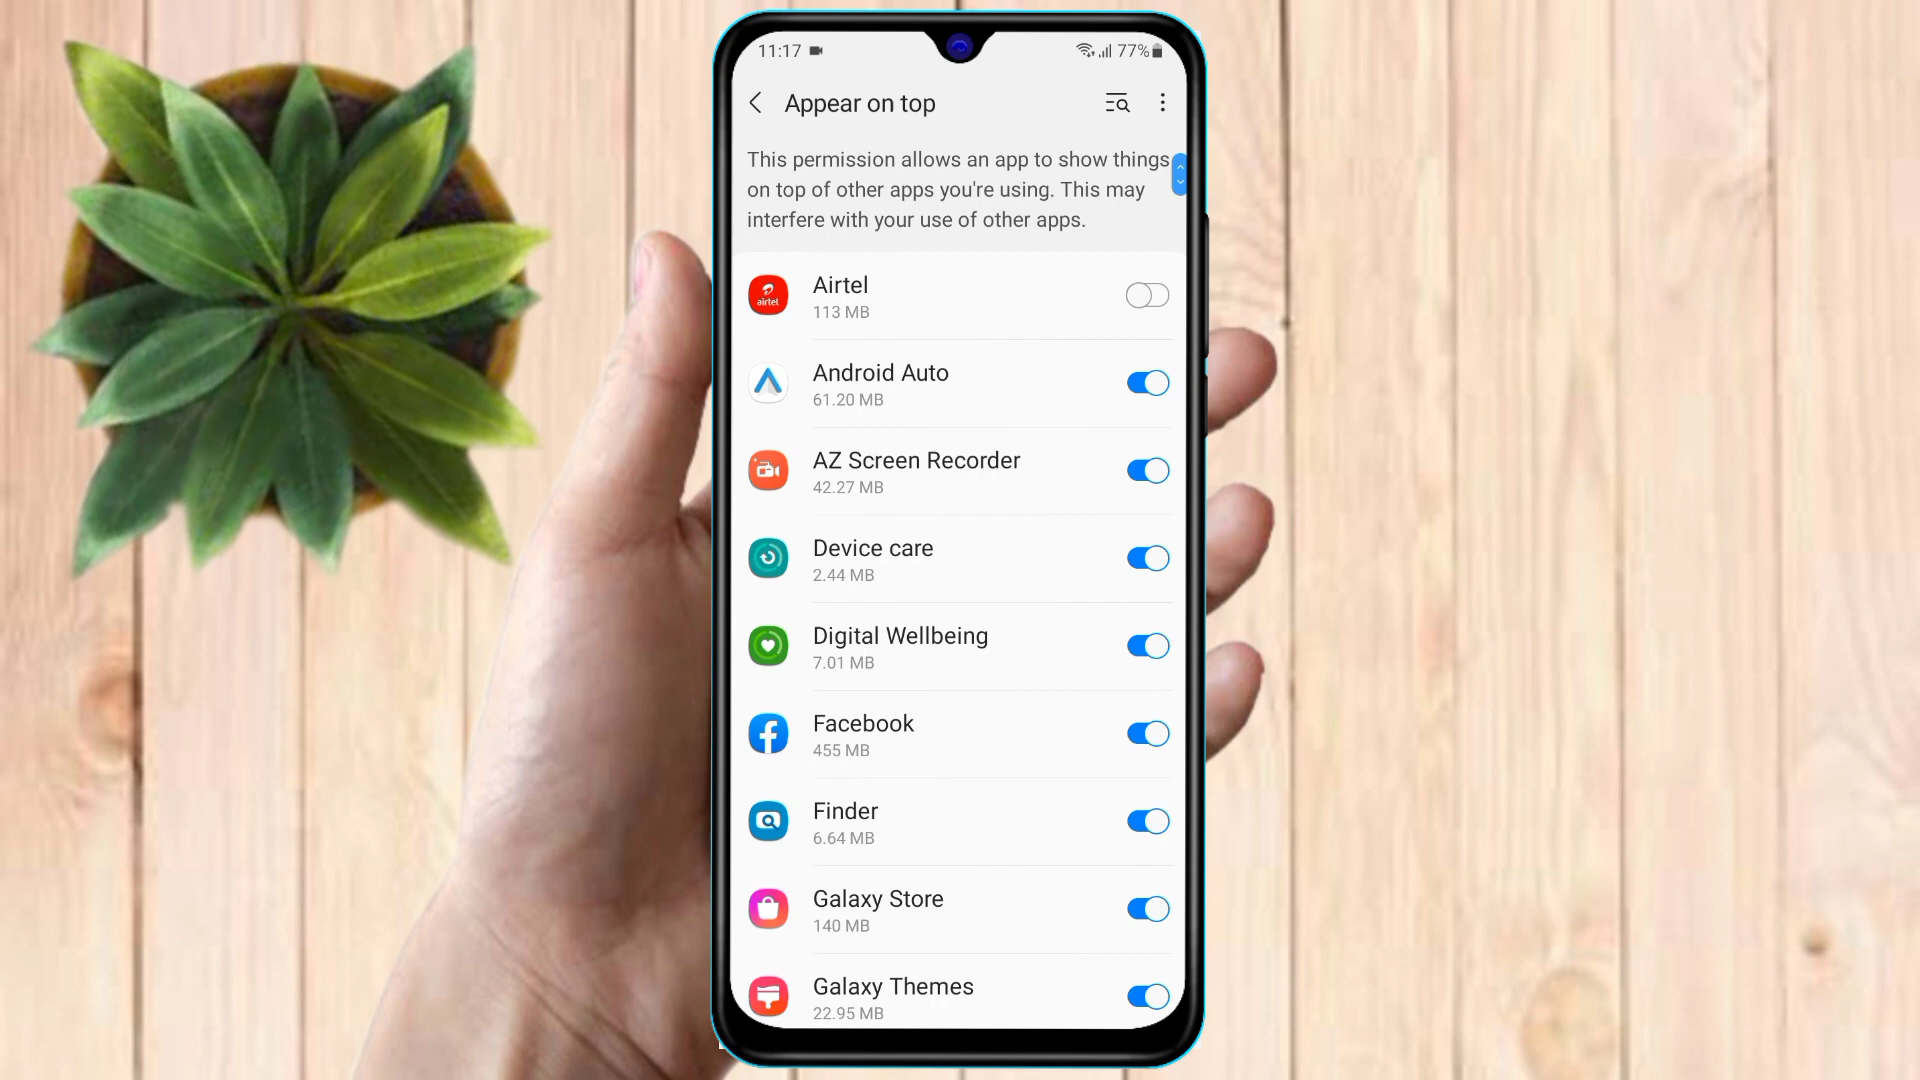 11:17
77%
Appear on top
This permission allows an app to show things
on top of other apps you're using. This may
interfere with your use of other apps.
airtel
Airtel
113 MB
Android Auto
61.20 MB
AZ Screen Recorder
42.27 MB
Device care
2.44 MB
Digital Wellbeing
7.01 MB
Facebook
455 MB
Finder
6.64 MB
Galaxy Store
140 MB
Galaxy Themes
22.95 MB